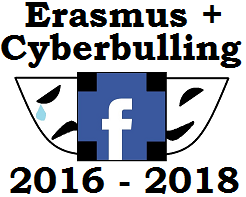 Erasmus +
Cyberbulling
f
2016 - 2018